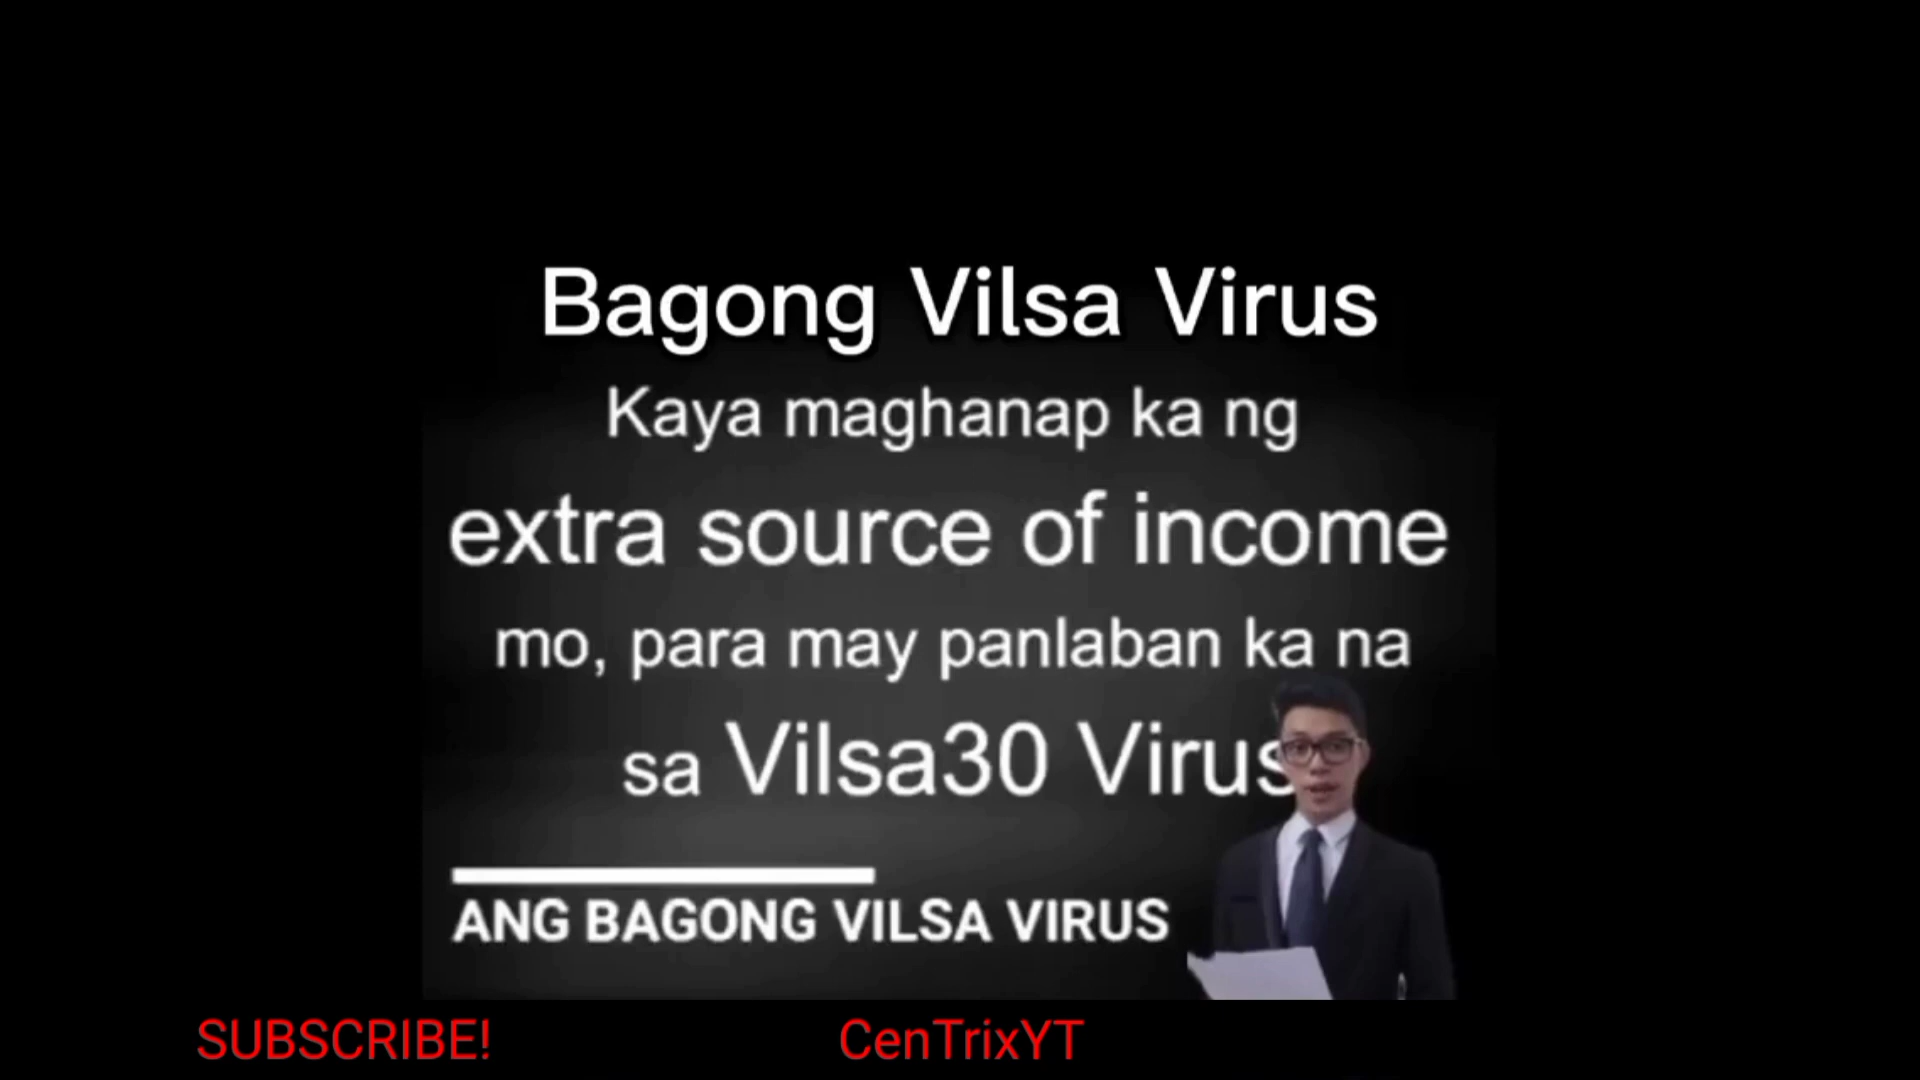 Bagong Vilsa Virus
Kaya maghanap ka ng
extra source of income
mo, para may panlaban ka na
sa Vilsa30 Virus
ANG BAGONG VILSA VIRUS
SUBSCRIBE!
CenTrixYT